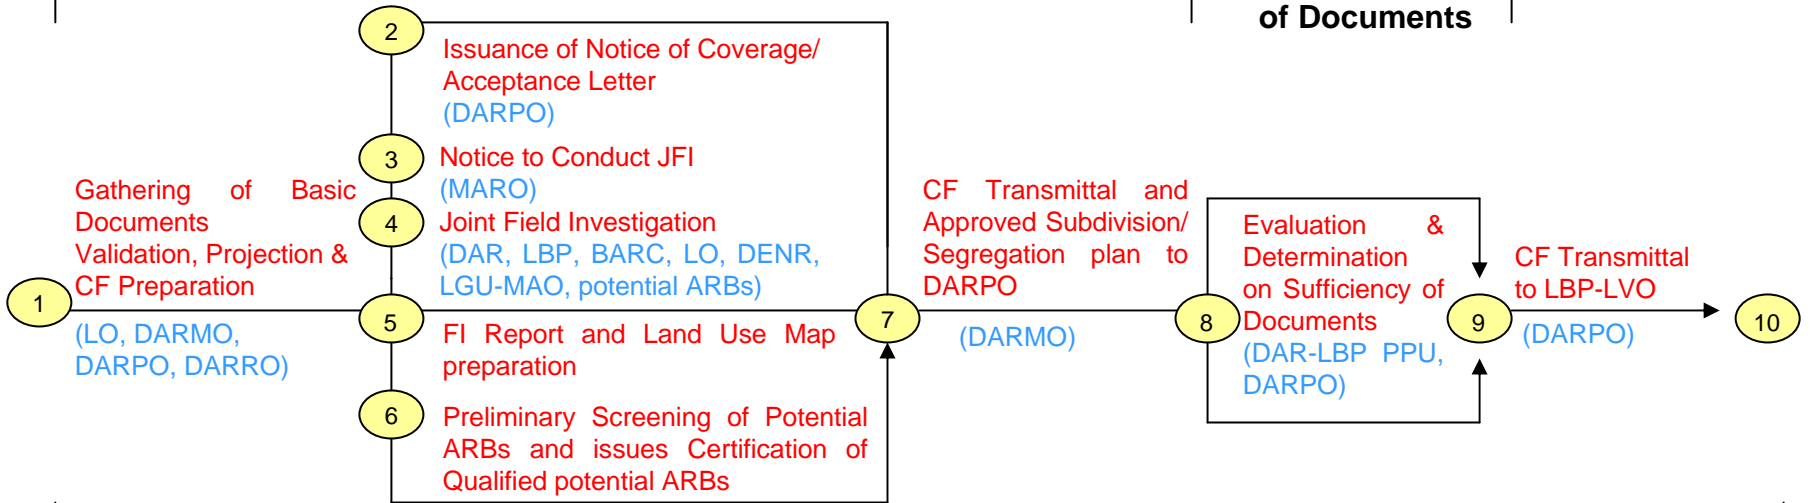 of Documents
2
Issuance of Notice of Coverage/
Acceptance Letter
(DARPO)
3
Notice to Conduct JFI
(MARO)
4
Joint Field Investigation
(DAR, LBP, BARC, LO, DENR,
LGU-MAO, potential ARBs)
Gathering of Basic
Documents
Validation, Projection &
CF Preparation
1
(LO, DARMO,
DARPO, DARRO)
5
FI Report and Land Use Map
preparation
6
Preliminary Screening of Potential
ARBs and issues Certification of
Qualified potential ARBs
7
CF Transmittal and
Approved Subdivision/
Segregation plan to
DARPO
(DARMO)
8
Evaluation &
Determination
on Sufficiency of
Documents
(DAR-LBP PPU,
DARPO)
9
CF Transmittal
to LBP-LVO
(DARPO)
10